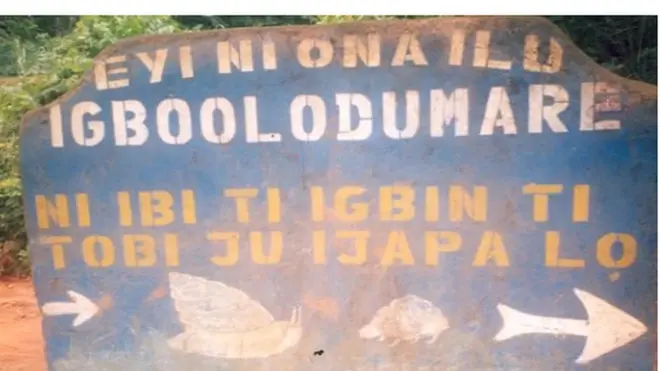 EYI NI ONA ILU
IGBOOLODUMARE
NI IBI TI IGBIN TI
TOBI JU IJAPA LỌ